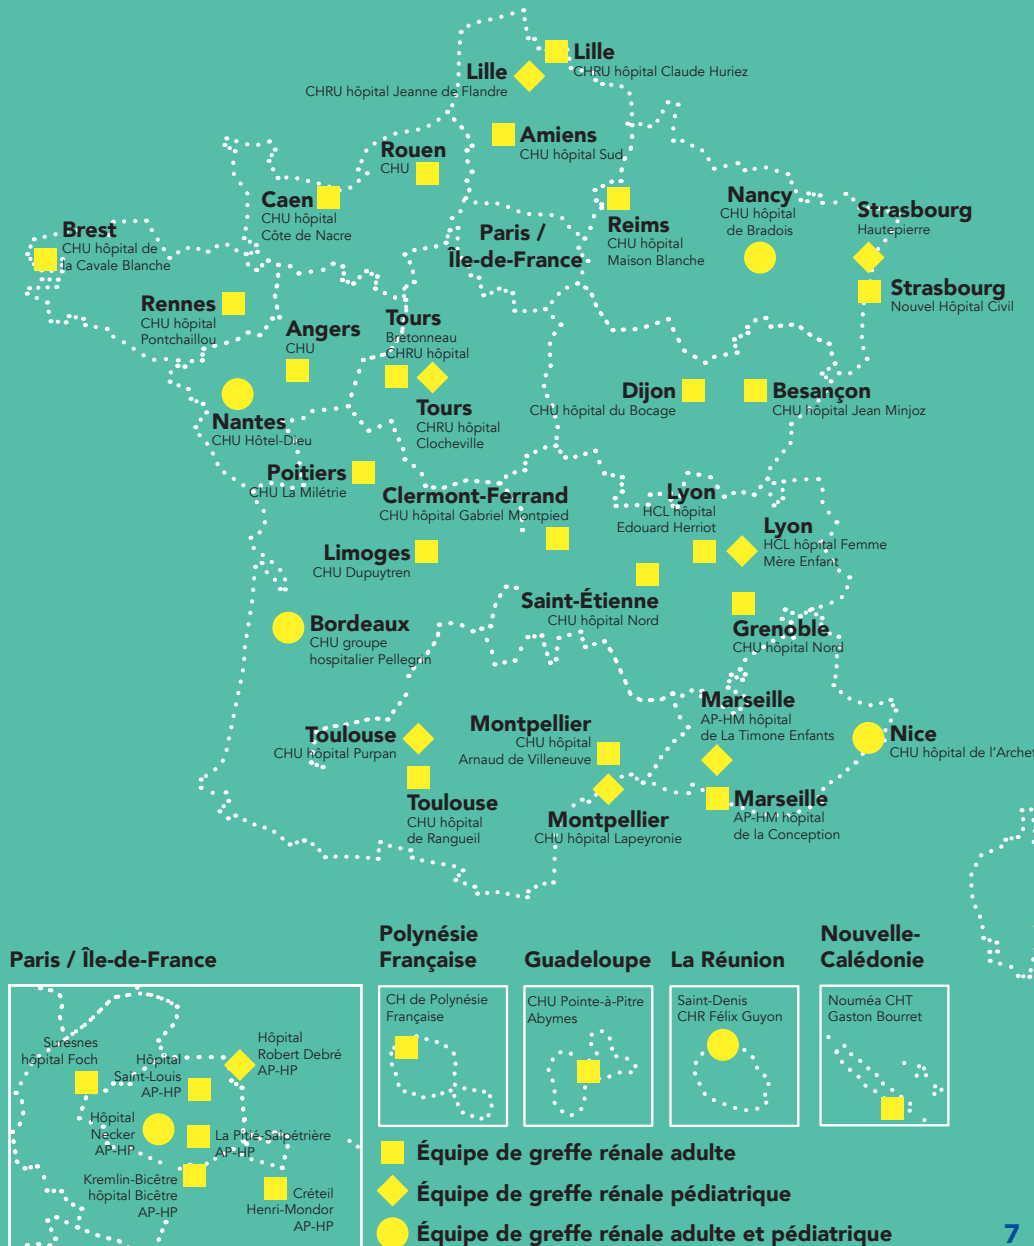 Lille
CHRU hôpital Claude Huriez
Lille
CHRU hôpital Jeanne de Flandre
Amiens
CHU hôpital Sud
Rouen
CHU
Caen
CHU hôpital
Côte de Nacre
Reims
CHU hôpital
Maison Blanche
Nancy
CHU hôpital
de Brabois
Strasbourg
Hautepierre
Strasbourg
Nouvel Hôpital Civil
Brest
CHU hôpital de
la Cavale Blanche
Paris /
Île-de-France
Rennes
CHU hôpital
Pontchaillou
Angers
CHU
Tours
Bretonneau
CHRU hôpital
Tours
CHRU hôpital
Clocheville
Dijon
CHU hôpital du Bocage
Besançon
CHU hôpital Jean Minjoz
Nantes
CHU Hôtel-Dieu
Poitiers
CHU La Milétrie
Clermont-Ferrand
CHU hôpital Gabriel Montpied
Lyon
HCL hôpital
Edouard Herriot
Lyon
HCL hôpital Femme
Mère Enfant
Limoges
CHU Dupuytren
Saint-Étienne
CHU hôpital Nord
Grenoble
CHU hôpital Nord
Bordeaux
CHU groupe
hospitalier Pellegrin
Toulouse
CHU hôpital Purpan
Toulouse
CHU hôpital
de Rangueil
Montpellier
CHU hôpital
Arnaud de Villeneuve
Montpellier
CHU hôpital Lapeyronie
Marseille
AP-HM hôpital
de La Timone Enfants
Marseille
AP-HM hôpital
de la Conception
Nice
CHU hôpital de l'Archet
Paris / Île-de-France
Suresnes
hôpital Foch
Hôpital
Saint-Louis
AP-HP
Hôpital
Robert Debré
AP-HP
Hôpital
Necker
AP-HP
La Pitié-Salpétrière
AP-HP
Kremlin-Bicêtre
hôpital Bicêtre
AP-HP
Créteil
Henri-Mondor
AP-HP
Polynésie
Française
CH de Polynésie
Française
Guadeloupe
CHU Pointe-à-Pitre
Abymes
La Réunion
Saint-Denis
CHR Félix Guyon
Nouvelle-
Calédonie
Nouméa CHT
Gaston Bourret
Équipe de greffe rénale adulte
Équipe de greffe rénale pédiatrique
Équipe de greffe rénale adulte et pédiatrique
7